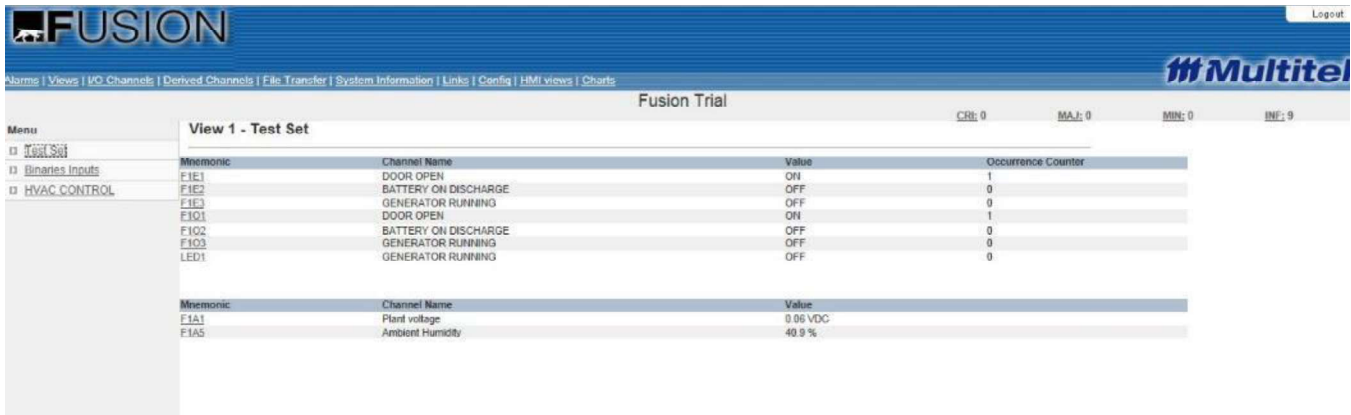 Logout
FUSION
Multitel
Alarms | Views | I/O Channels | Derived Channels | File Transfer | System Information | Links | Config | HMI views | Charts
Fusion Trial
CRI: 0 MAJ: 0 MIN: 0 INF: 9
Menu
Test Set
Binaries Inputs
HVAC CONTROL
View 1 - Test Set
Mnemonic Channel Name Value Occurrence Counter
F1E1 DOOR OPEN ON 1
F1E2 BATTERY ON DISCHARGE OFF 0
F1E3 GENERATOR RUNNING OFF 0
F1O1 DOOR OPEN ON 1
F1O2 BATTERY ON DISCHARGE OFF 0
F1O3 GENERATOR RUNNING OFF 0
LED1 GENERATOR RUNNING OFF 0
Mnemonic Channel Name Value
F1A1 Plant voltage 0.06 VDC
F1A5 Ambient Humidity 40.9 %